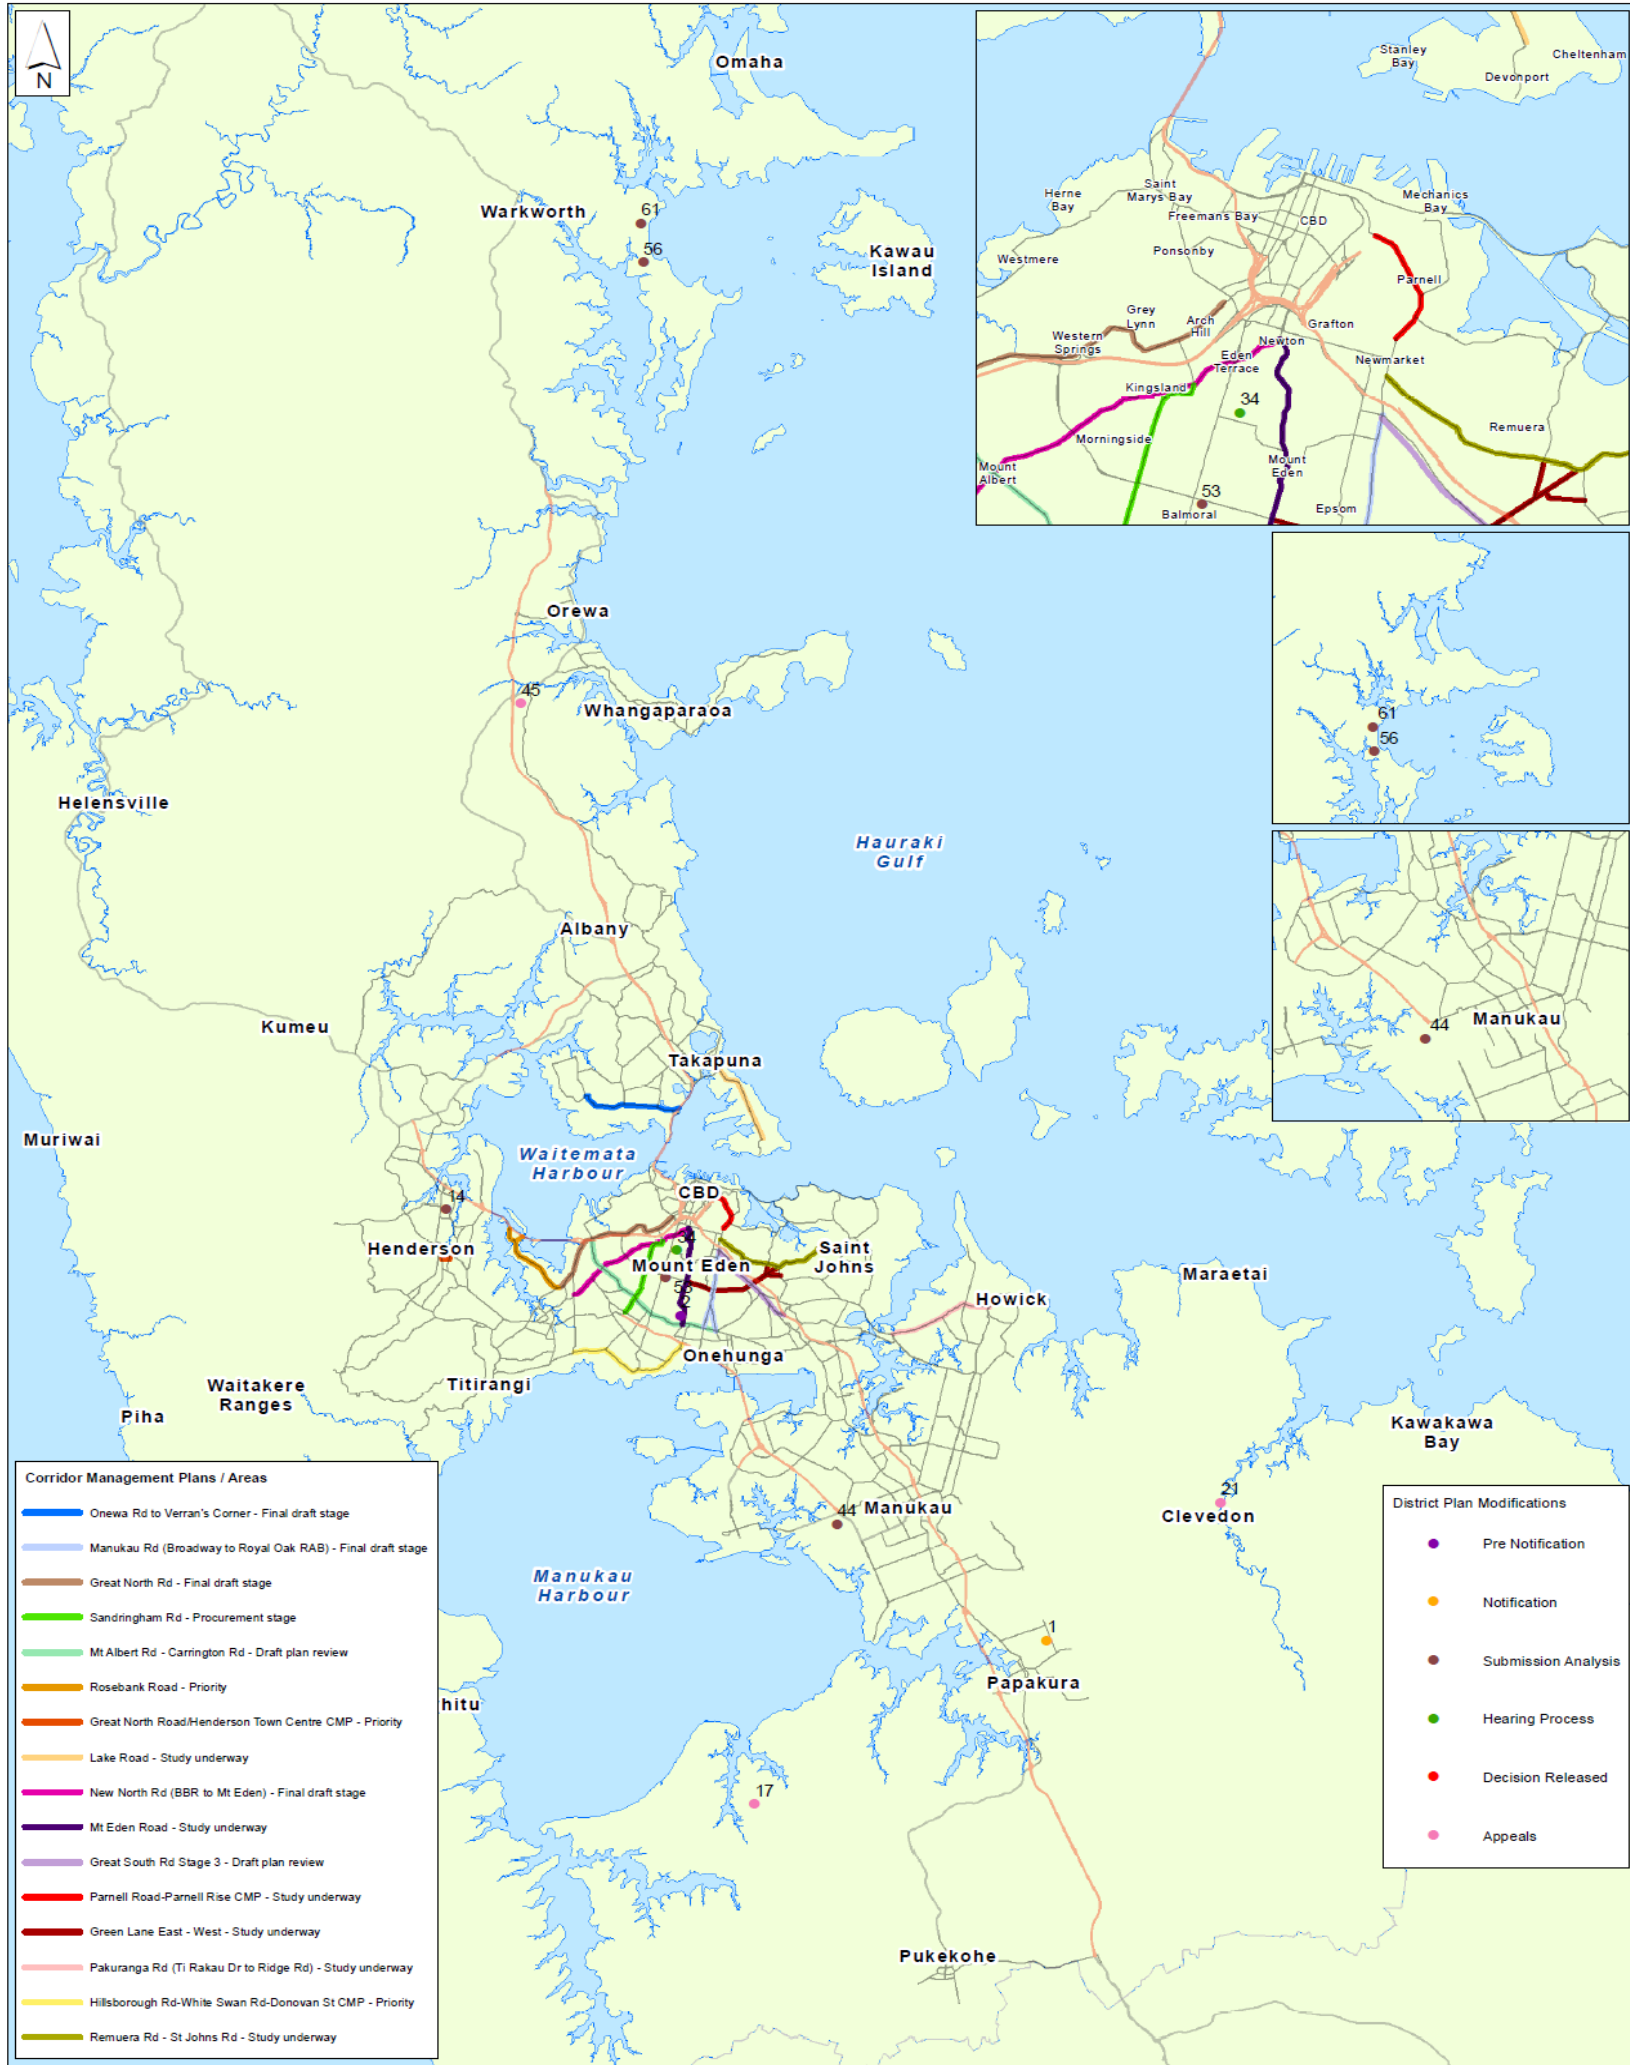 N
Omaha
Warkworth
61
56
Kawau
Island
Orewa
45
Whangaparaoa
Helensville
Hauraki
Gulf
Albany
Kumeu
Takapuna
Muriwai
Waitemata
Harbour
CBD
14
Henderson
34
Mount Eden
53
2
Saint
Johns
Howick
Maraetai
Onehunga
Titirangi
Waitakere
Ranges
Piha
Kawakawa
Bay
21
Clevedon
44
Manukau
Manukau
Harbour
1
Papakura
hitu
17
Pukekohe
Stanley
Bay
Cheltenham
Devonport
Herne
Bay
Saint
Marys Bay
Freemans Bay
CBD
Mechanics
Bay
Westmere
Ponsonby
Parnell
Grey
Lynn
Arch
Hill
Grafton
Western
Springs
Newton
Eden
Terrace
Newmarket
Kingsland
34
Morningside
Remuera
Mount
Albert
Mount
Eden
53
Balmoral
Epsom
61
56
44
Manukau
Corridor Management Plans / Areas
Onewa Rd to Verran's Corner - Final draft stage
Manukau Rd (Broadway to Royal Oak RAB) - Final draft stage
Great North Rd - Final draft stage
Sandringham Rd - Procurement stage
Mt Albert Rd - Carrington Rd - Draft plan review
Rosebank Road - Priority
Great North Road/Henderson Town Centre CMP - Priority
Lake Road - Study underway
New North Rd (BBR to Mt Eden) - Final draft stage
Mt Eden Road - Study underway
Great South Rd Stage 3 - Draft plan review
Parnell Road-Parnell Rise CMP - Study underway
Green Lane East - West - Study underway
Pakuranga Rd (Ti Rakau Dr to Ridge Rd) - Study underway
Hillsborough Rd-White Swan Rd-Donovan St CMP - Priority
Remuera Rd - St Johns Rd - Study underway
District Plan Modifications
Pre Notification
Notification
Submission Analysis
Hearing Process
Decision Released
Appeals